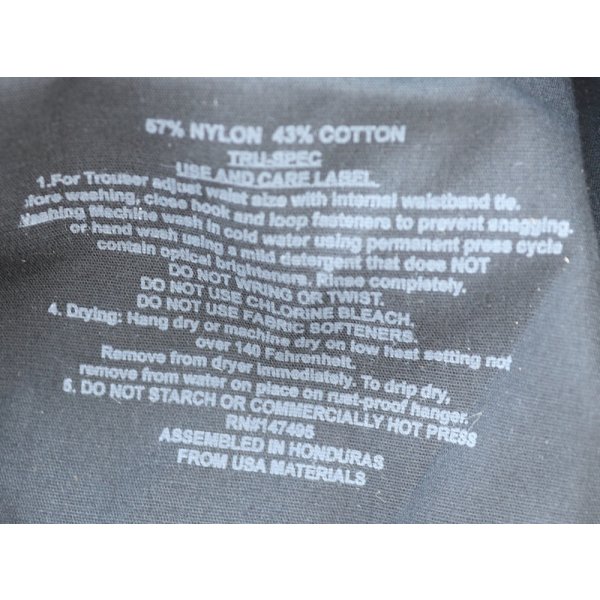 57% NYLON 43% COTTON
TRU-SPEC
USE AND CARE LABEL.
1.For Trouser adjust waist size with internal waistband tie.
before washing, close hook and loop fasteners to prevent snagging.
Washing Machine wash in cold water using permanent press cycle
or hand wash using a mild detergent that does NOT
contain optical brighteners. Rinse completely.
DO NOT WRING OR TWIST.
DO NOT USE CHLORINE BLEACH.
DO NOT USE FABRIC SOFTENERS.
4. Drying: Hang dry or machine dry on low heat setting not
over 140 Fahrenheit.
Remove from dryer immediately. To drip dry,
remove from water on place on rust-proof hanger.
5. DO NOT STARCH OR COMMERCIALLY HOT PRESS
RN#147495
ASSEMBLED IN HONDURAS
FROM USA MATERIALS